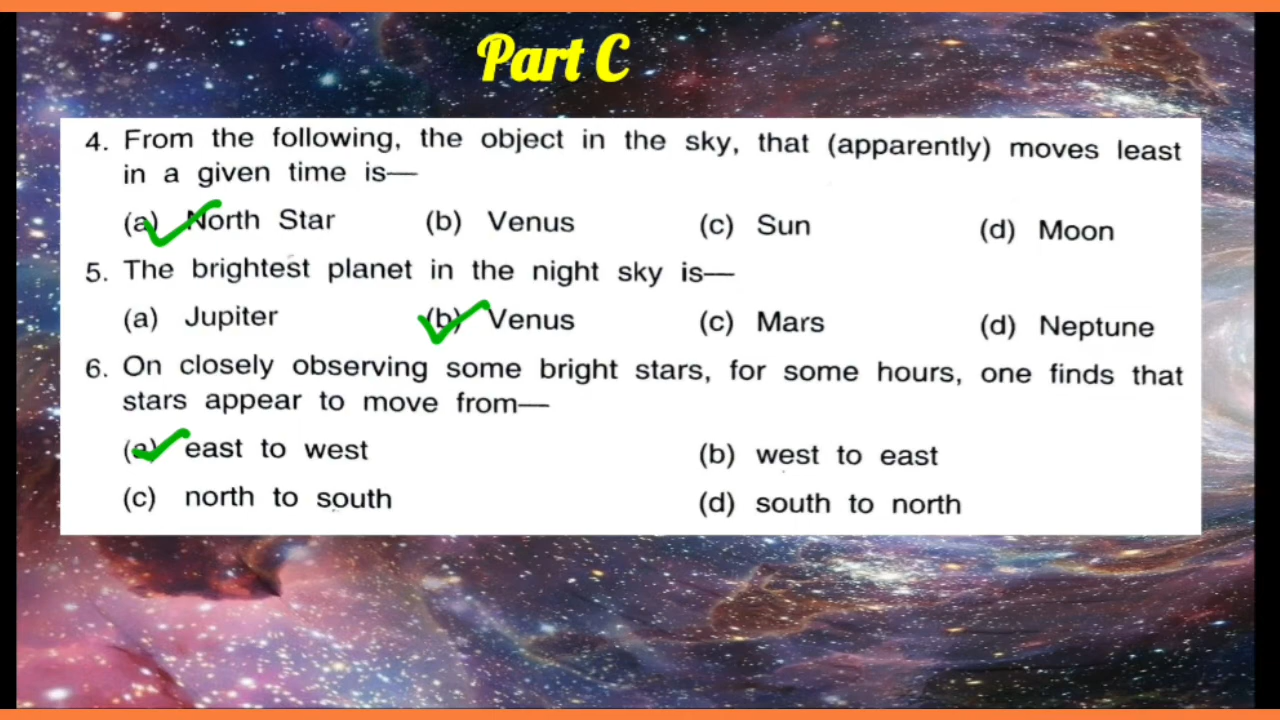 Part C
4. From the following, the object in the sky, that (apparently) moves least
in a given time is—
(a) North Star (b) Venus (c) Sun (d) Moon
5. The brightest planet in the night sky is—
(a) Jupiter (b) Venus (c) Mars (d) Neptune
6. On closely observing some bright stars, for some hours, one finds that
stars appear to move from—
(a) east to west (b) west to east
(c) north to south (d) south to north